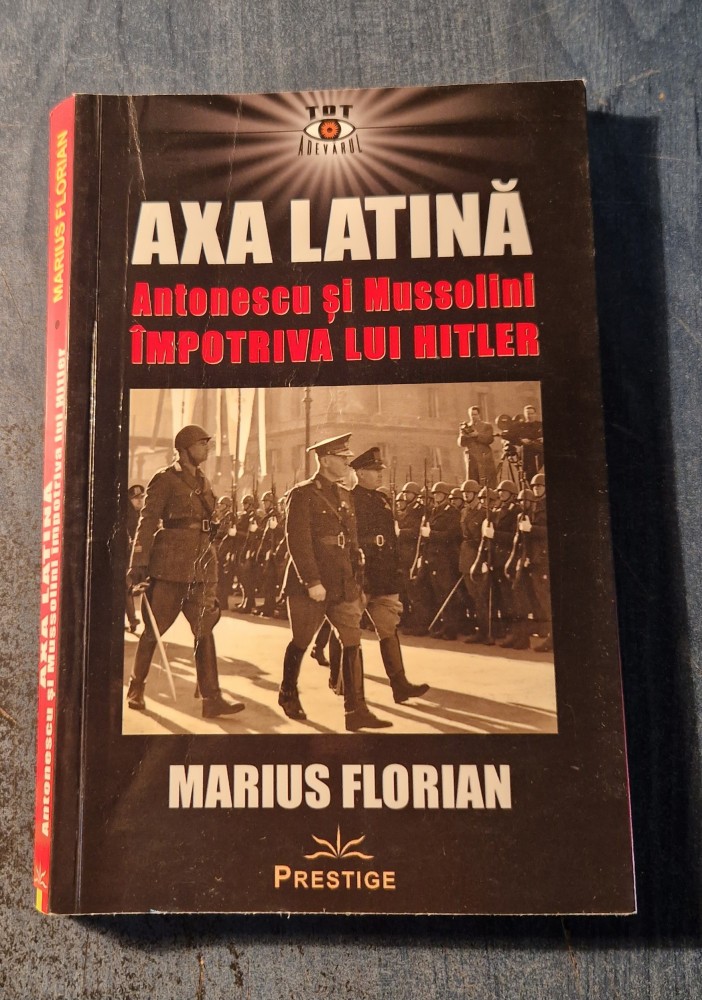 TOT
ADEVĂRUL
AXA LATINĂ
Antonescu și Mussolini
ÎMPOTRIVA LUI HITLER
MARIUS FLORIAN
PRESTIGE
MARIUS FLORIAN
AXA LATINĂ
Antonescu și Mussolini împotriva lui Hitler